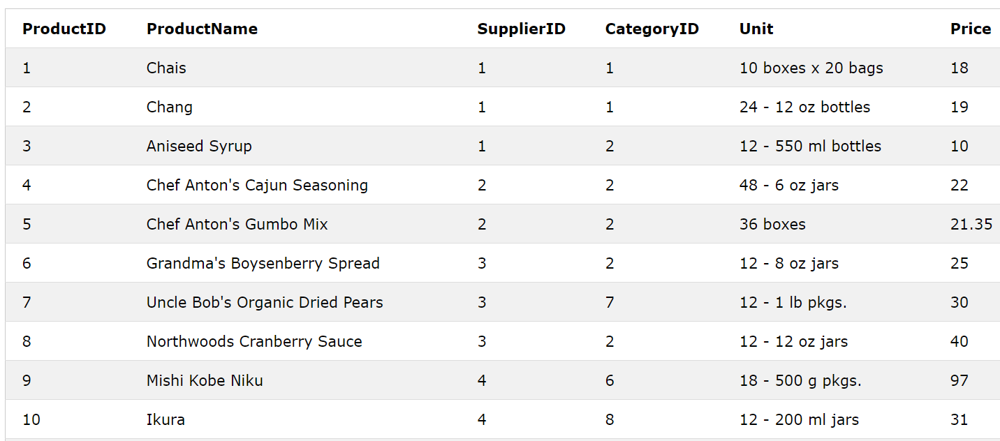 ProductID ProductName SupplierID CategoryID Unit Price
1 Chais 1 1 10 boxes x 20 bags 18
2 Chang 1 1 24 - 12 oz bottles 19
3 Aniseed Syrup 1 2 12 - 550 ml bottles 10
4 Chef Anton's Cajun Seasoning 2 2 48 - 6 oz jars 22
5 Chef Anton's Gumbo Mix 2 2 36 boxes 21.35
6 Grandma's Boysenberry Spread 3 2 12 - 8 oz jars 25
7 Uncle Bob's Organic Dried Pears 3 7 12 - 1 lb pkgs. 30
8 Northwoods Cranberry Sauce 3 2 12 - 12 oz jars 40
9 Mishi Kobe Niku 4 6 18 - 500 g pkgs. 97
10 Ikura 4 8 12 - 200 ml jars 31